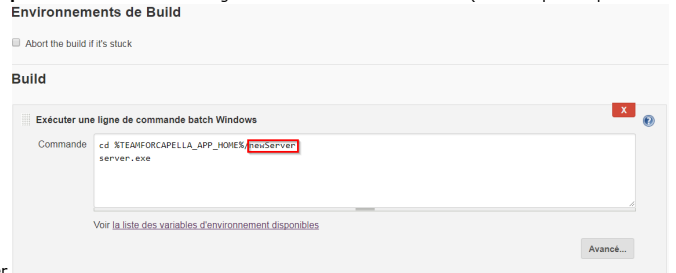 Environnements de Build
Abort the build if it's stuck
Build
X
Exécuter une ligne de commande batch Windows
Commande
cd %TEAMFORCAPELLA_APP_HOME%/newServer
server.exe
Voir la liste des variables d'environnement disponibles
Avancé...